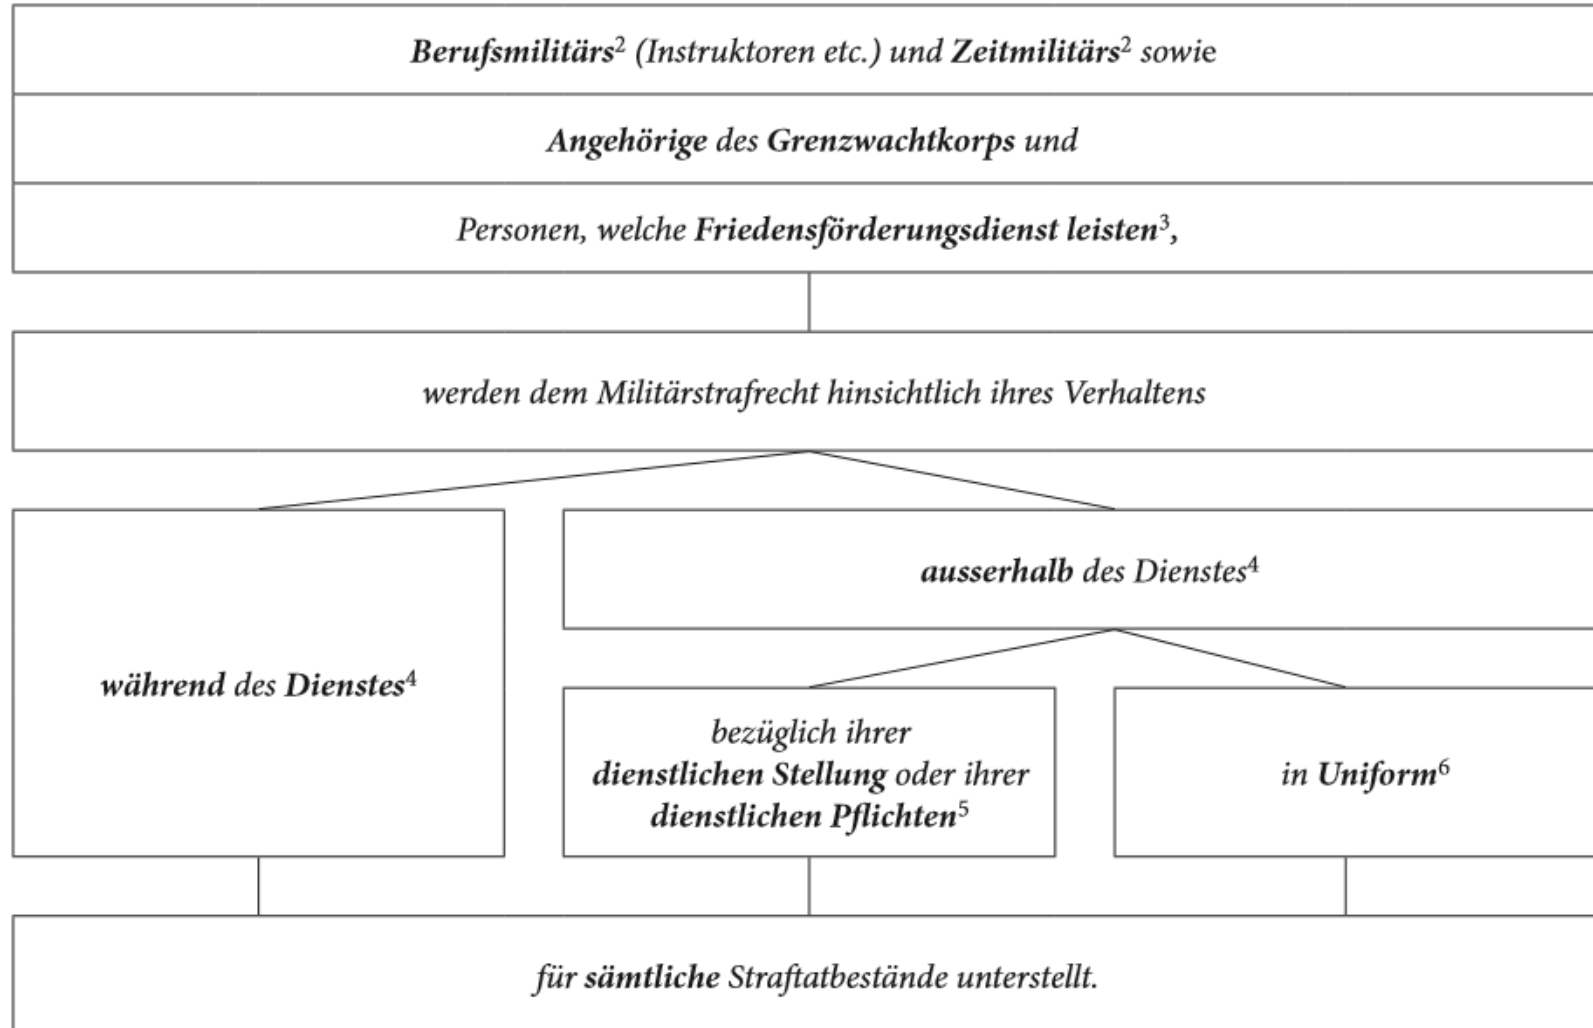 Berufsmilitärs² (Instruktoren etc.) und Zeitmilitärs² sowie
Angehörige des Grenzwachtkorps und
Personen, welche Friedensförderungsdienst leisten³,
werden dem Militärstrafrecht hinsichtlich ihres Verhaltens
ausserhalb des Dienstes⁴
während des Dienstes⁴
bezüglich ihrer
dienstlichen Stellung oder ihrer
dienstlichen Pflichten⁵
in Uniform⁶
für sämtliche Straftatbestände unterstellt.